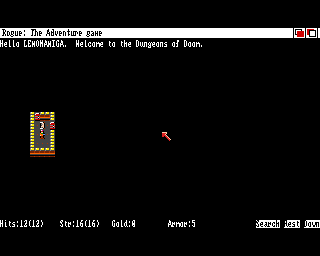 Rogue: The Adventure game
Hello LEMONAMIGA. Welcome to the Dungeons of Doom.
Hits:12(12) Str:16(16) Gold:0 Armor:5 Search Rest Down